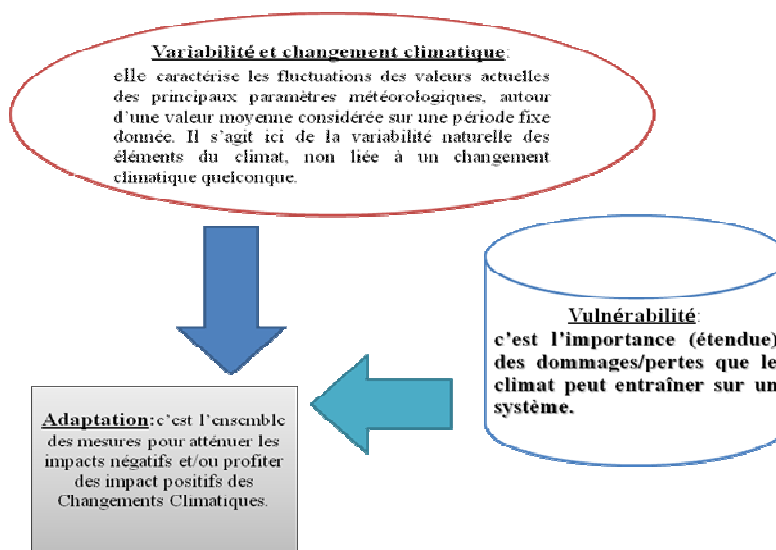 Variabilité et changement climatique:
elle caractérise les fluctuations des valeurs actuelles
des principaux paramètres météorologiques, autour
d'une valeur moyenne considérée sur une période fixe
donnée. Il s'agit ici de la variabilité naturelle des
éléments du climat, non liée à un changement
climatique quelconque.
Vulnérabilité:
c'est l'importance (étendue)
des dommages/pertes que le
climat peut entraîner sur un
système.
Adaptation: c'est l'ensemble
des mesures pour atténuer les
impacts négatifs et/ou profiter
des impact positifs des
Changements Climatiques.